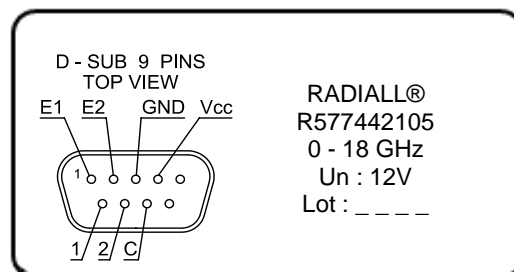 D - SUB 9 PINS
TOP VIEW
E1 E2 GND Vcc
1
1 2 C
RADIALL®
R577442105
0 - 18 GHz
Un : 12V
Lot : _ _ _ _